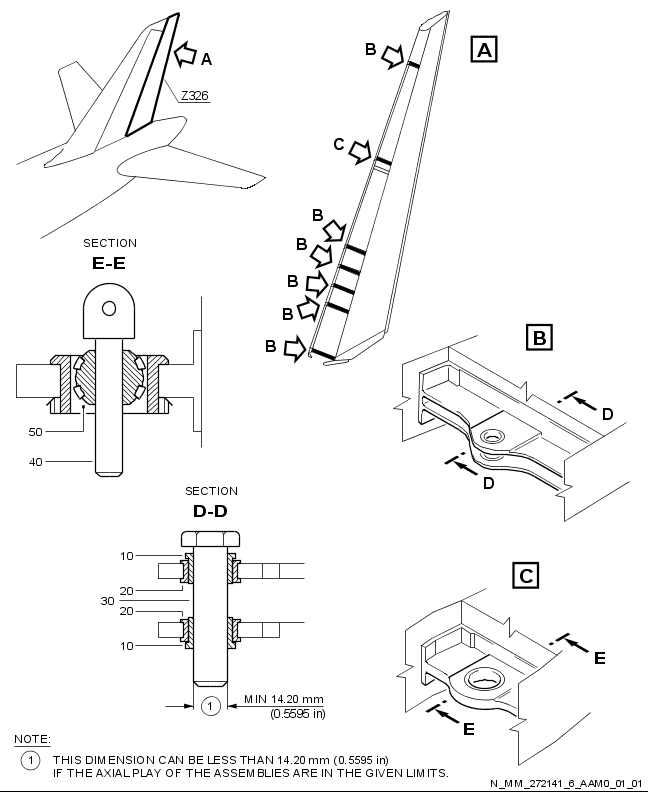 A
Z326
A
B
C
B
B
B
B
B
SECTION
E-E
50
40
B
D
D
SECTION
D-D
10
20
30
20
10
1
MIN 14.20 mm
(0.5595 in)
C
E
E
NOTE:
1 THIS DIMENSION CAN BE LESS THAN 14.20 mm (0.5595 in)
IF THE AXIAL PLAY OF THE ASSEMBLIES ARE IN THE GIVEN LIMITS.
N_MM_272141_6_AAM0_01_01